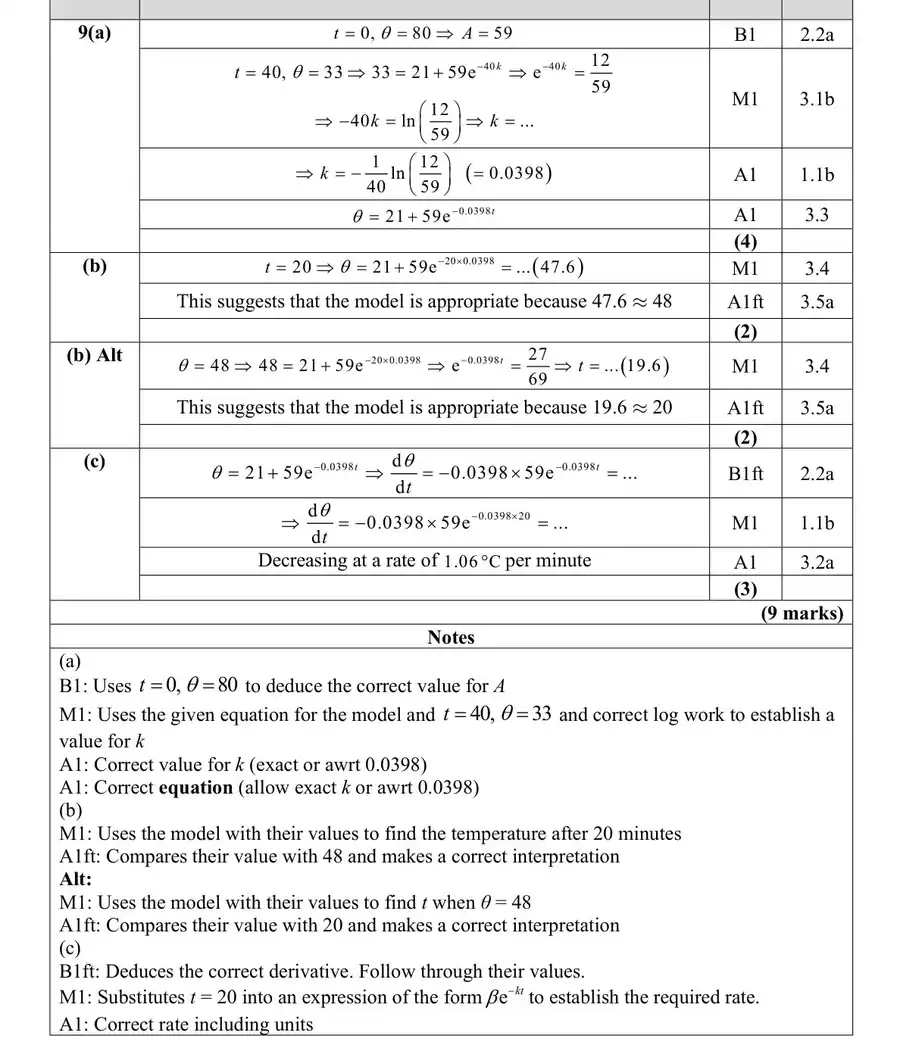 9(a) t = 0, θ = 80 ⇒ A = 59 B1 2.2a
t = 40, θ = 33 ⇒ 33 = 21 + 59e^{−40k} ⇒ e^{−40k} = 12/59
⇒ −40k = ln(12/59) ⇒ k = ... M1 3.1b
⇒ k = −1/40 ln(12/59) (= 0.0398) A1 1.1b
θ = 21 + 59e^{−0.0398t} A1 3.3
(4)
(b) t = 20 ⇒ θ = 21 + 59e^{−20×0.0398} = ...(47.6) M1 3.4
This suggests that the model is appropriate because 47.6 ≈ 48 A1ft 3.5a
(2)
(b) Alt θ = 48 ⇒ 48 = 21 + 59e^{−20×0.0398} ⇒ e^{−0.0398t} = 27/69 ⇒ t = ...(19.6) M1 3.4
This suggests that the model is appropriate because 19.6 ≈ 20 A1ft 3.5a
(2)
(c) θ = 21 + 59e^{−0.0398t} ⇒ dθ/dt = −0.0398 × 59e^{−0.0398t} = ... B1ft 2.2a
⇒ dθ/dt = −0.0398 × 59e^{−0.0398×20} = ... M1 1.1b
Decreasing at a rate of 1.06 °C per minute A1 3.2a
(3)
(9 marks)
Notes
(a)
B1: Uses t = 0, θ = 80 to deduce the correct value for A
M1: Uses the given equation for the model and t = 40, θ = 33 and correct log work to establish a
value for k
A1: Correct value for k (exact or awrt 0.0398)
A1: Correct equation (allow exact k or awrt 0.0398)
(b)
M1: Uses the model with their values to find the temperature after 20 minutes
A1ft: Compares their value with 48 and makes a correct interpretation
Alt:
M1: Uses the model with their values to find t when θ = 48
A1ft: Compares their value with 20 and makes a correct interpretation
(c)
B1ft: Deduces the correct derivative. Follow through their values.
M1: Substitutes t = 20 into an expression of the form βe^{−kt} to establish the required rate.
A1: Correct rate including units